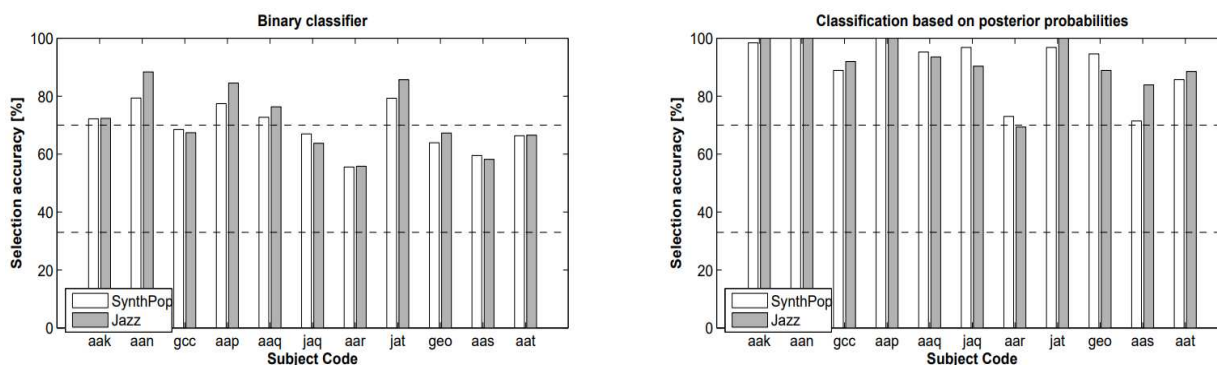 Binary classifier
100
80
60
40
20
0
Selection accuracy [%]
SynthPop
Jazz
aak aan gcc aap aaq jaq aar jat geo aas aat
Subject Code
Classification based on posterior probabilities
100
80
60
40
20
0
Selection accuracy [%]
SynthPop
Jazz
aak aan gcc aap aaq jaq aar jat geo aas aat
Subject Code